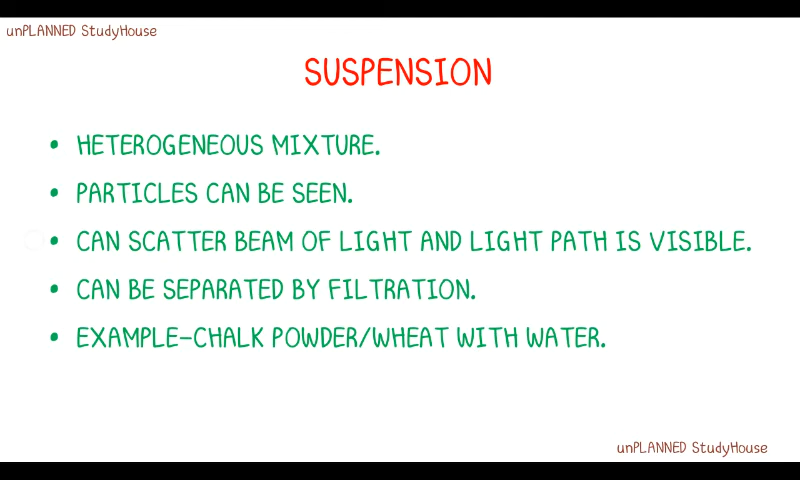 unPLANNED StudyHouse
SUSPENSION
• HETEROGENEOUS MIXTURE.
• PARTICLES CAN BE SEEN.
• CAN SCATTER BEAM OF LIGHT AND LIGHT PATH IS VISIBLE.
• CAN BE SEPARATED BY FILTRATION.
• EXAMPLE-CHALK POWDER/WHEAT WITH WATER.
unPLANNED StudyHouse